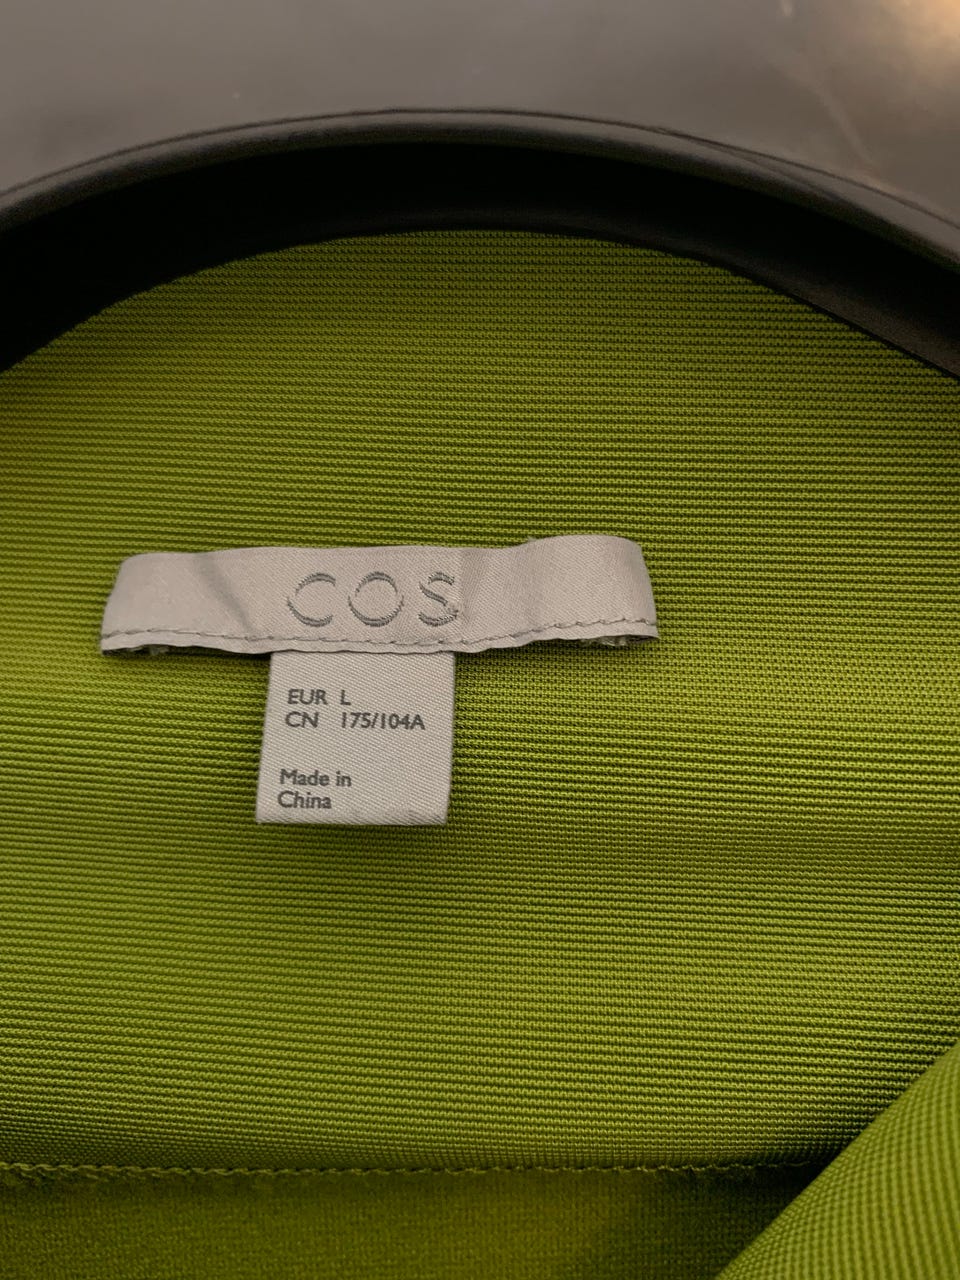 COS
EUR L
CN 175/104A
Made in
China